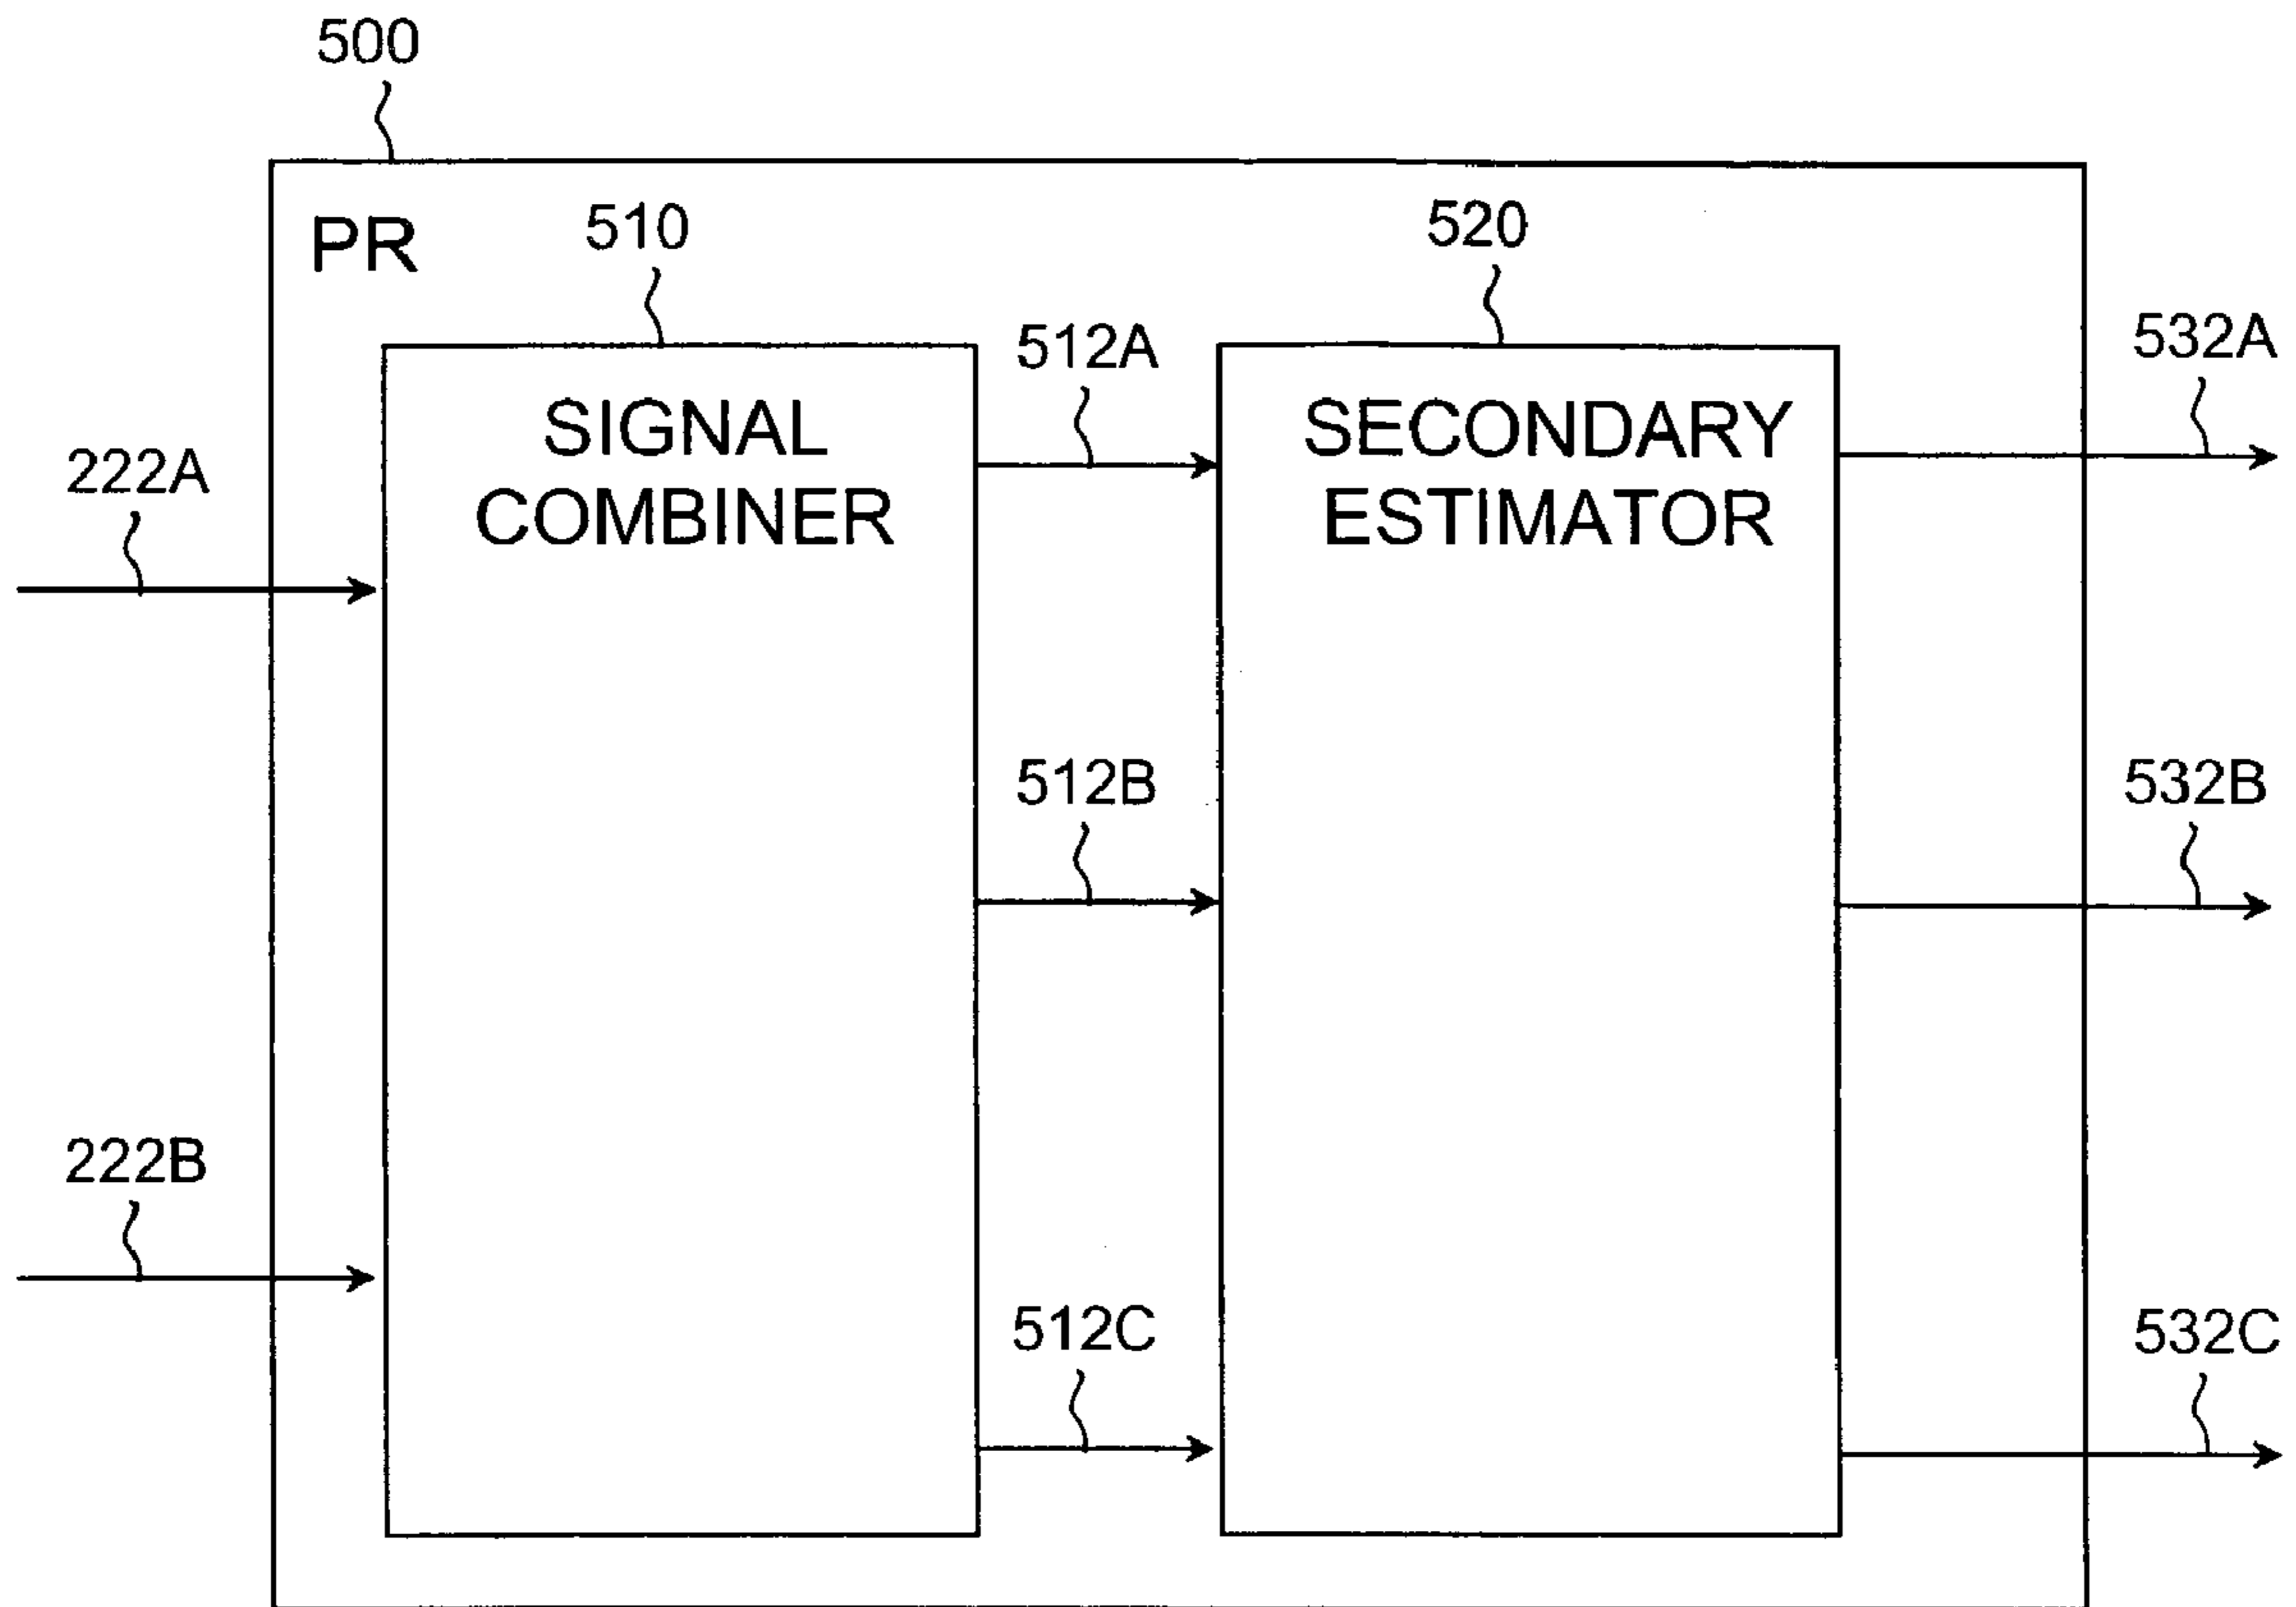 500
PR
510
520
512A
532A
SIGNAL
COMBINER
SECONDARY
ESTIMATOR
222A
512B
532B
222B
512C
532C